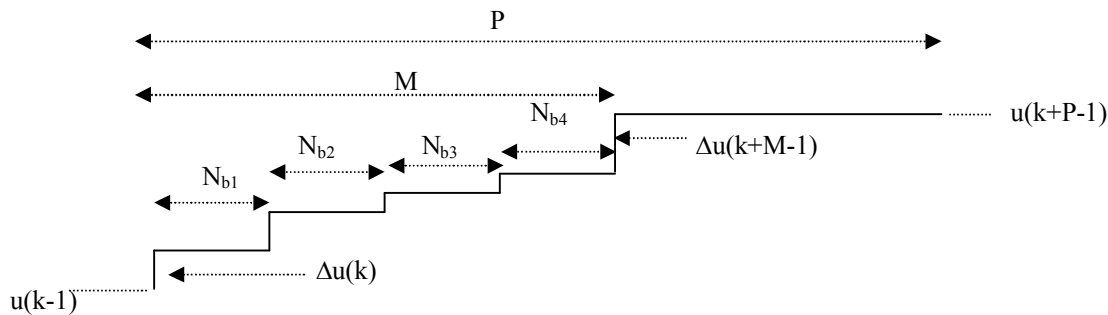 P
M
N_b4
u(k+P-1)
Δu(k+M-1)
N_b2
N_b3
N_b1
Δu(k)
u(k-1)